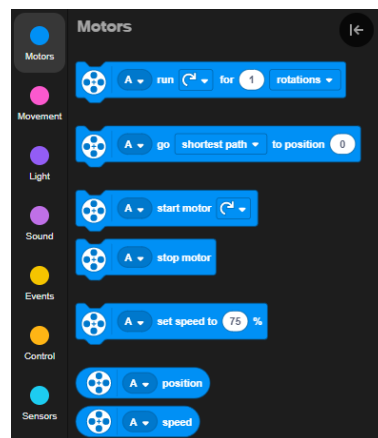 Motors
Motors
A run for 1 rotations
Movement
A go shortest path to position 0
Light
A start motor
Sound
A stop motor
Events
A set speed to 75 %
Control
A position
Sensors
A speed